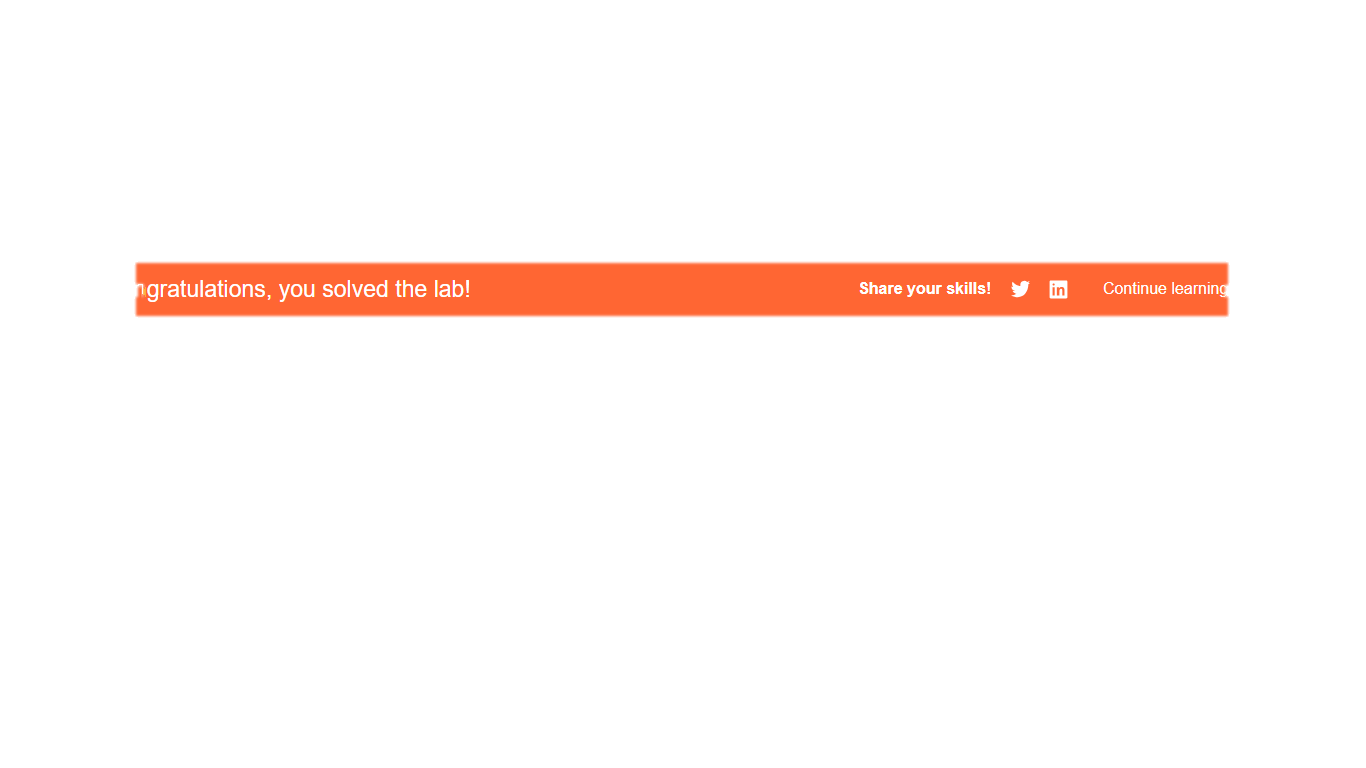 ngratulations, you solved the lab!
Share your skills!
Continue learning